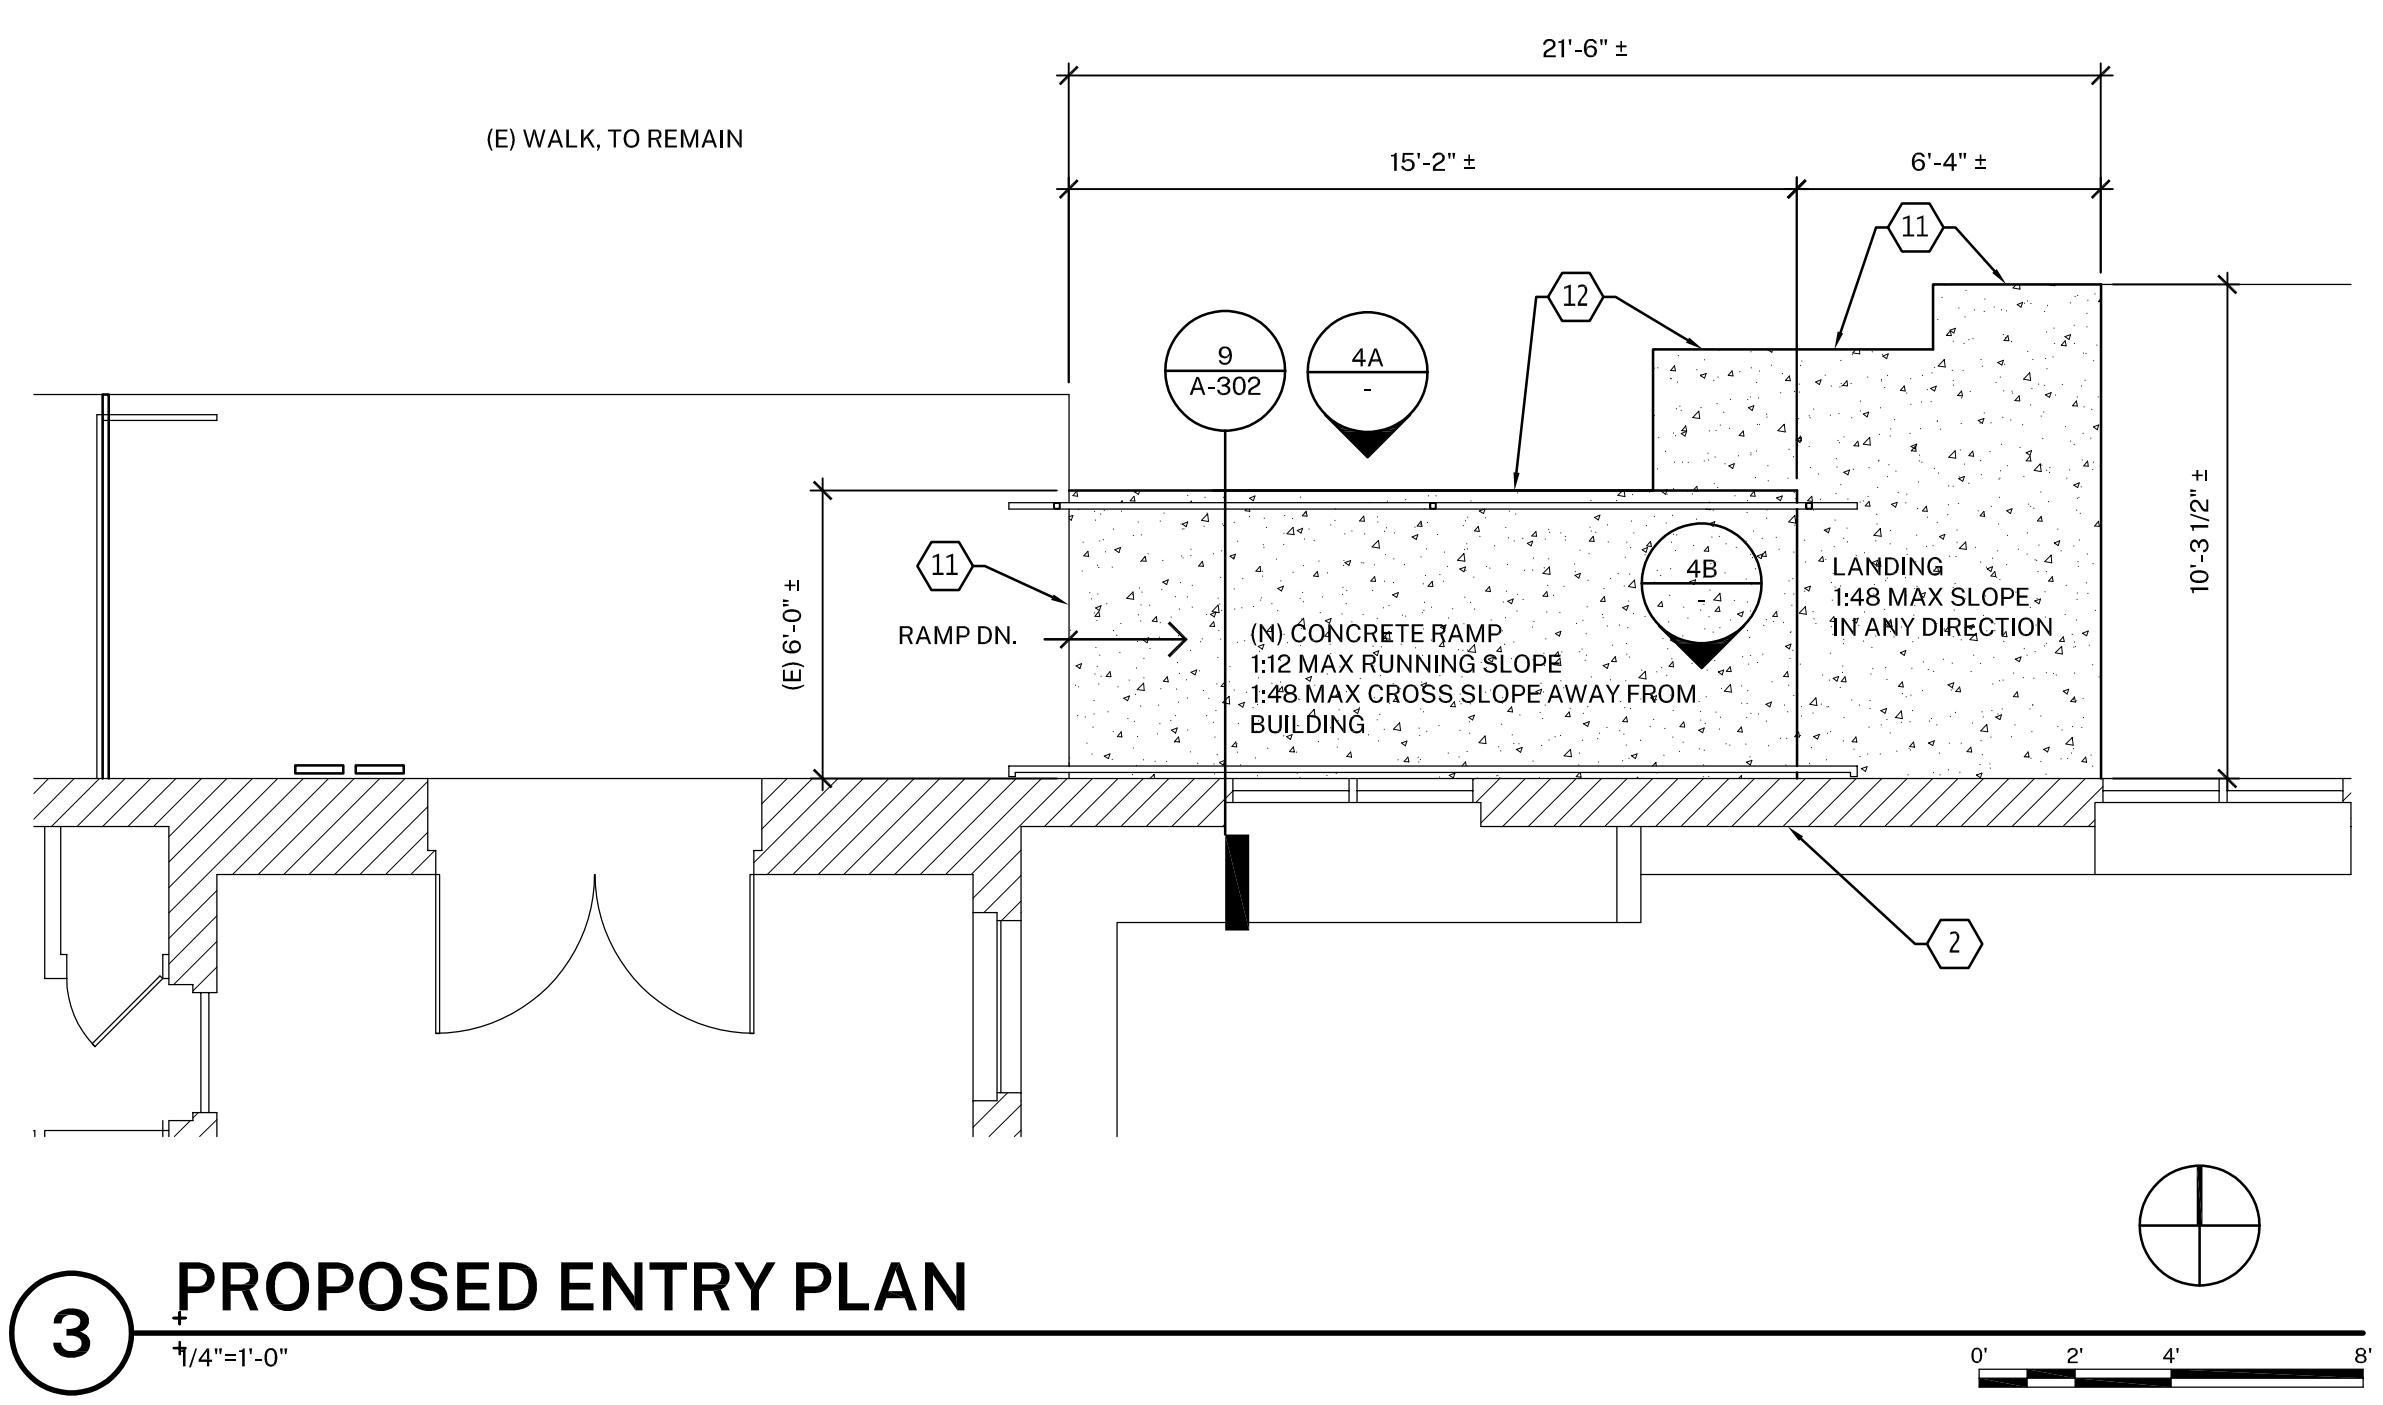 21'-6" ±
(E) WALK, TO REMAIN
15'-2" ±
6'-4" ±
11
12
9
A-302
4A
-
10'-3 1/2" ±
11
(E) 6'-0" ±
4B
-
LANDING
1:48 MAX SLOPE
IN ANY DIRECTION
RAMP DN.
(N) CONCRETE RAMP
1:12 MAX RUNNING SLOPE
1:48 MAX CROSS SLOPE AWAY FROM
BUILDING
2
3
PROPOSED ENTRY PLAN
1/4"=1'-0"
0' 2' 4' 8'